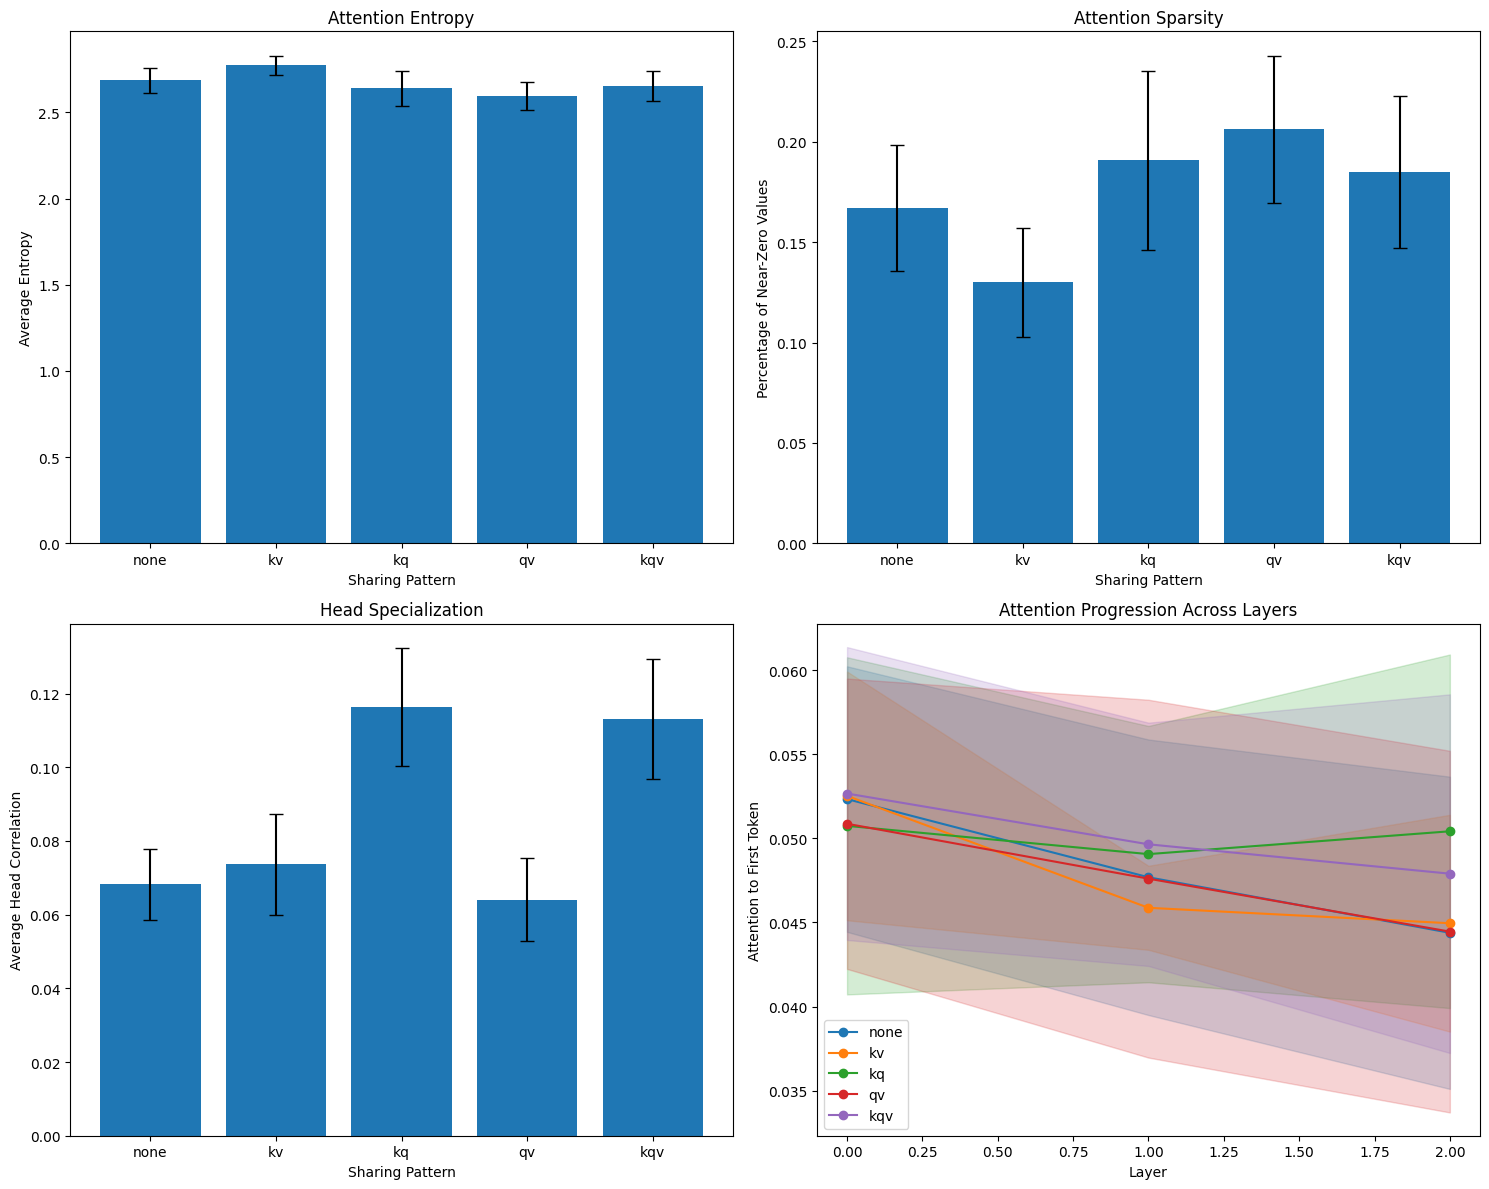 Attention Entropy
Average Entropy
2.5
2.0
1.5
1.0
0.5
0.0
none kv kq qv kqv
Sharing Pattern
Attention Sparsity
Percentage of Near-Zero Values
0.25
0.20
0.15
0.10
0.05
0.00
none kv kq qv kqv
Sharing Pattern
Head Specialization
Average Head Correlation
0.12
0.10
0.08
0.06
0.04
0.02
0.00
none kv kq qv kqv
Sharing Pattern
Attention Progression Across Layers
Attention to First Token
0.060
0.055
0.050
0.045
0.040
0.035
none
kv
kq
qv
kqv
0.00 0.25 0.50 0.75 1.00 1.25 1.50 1.75 2.00
Layer